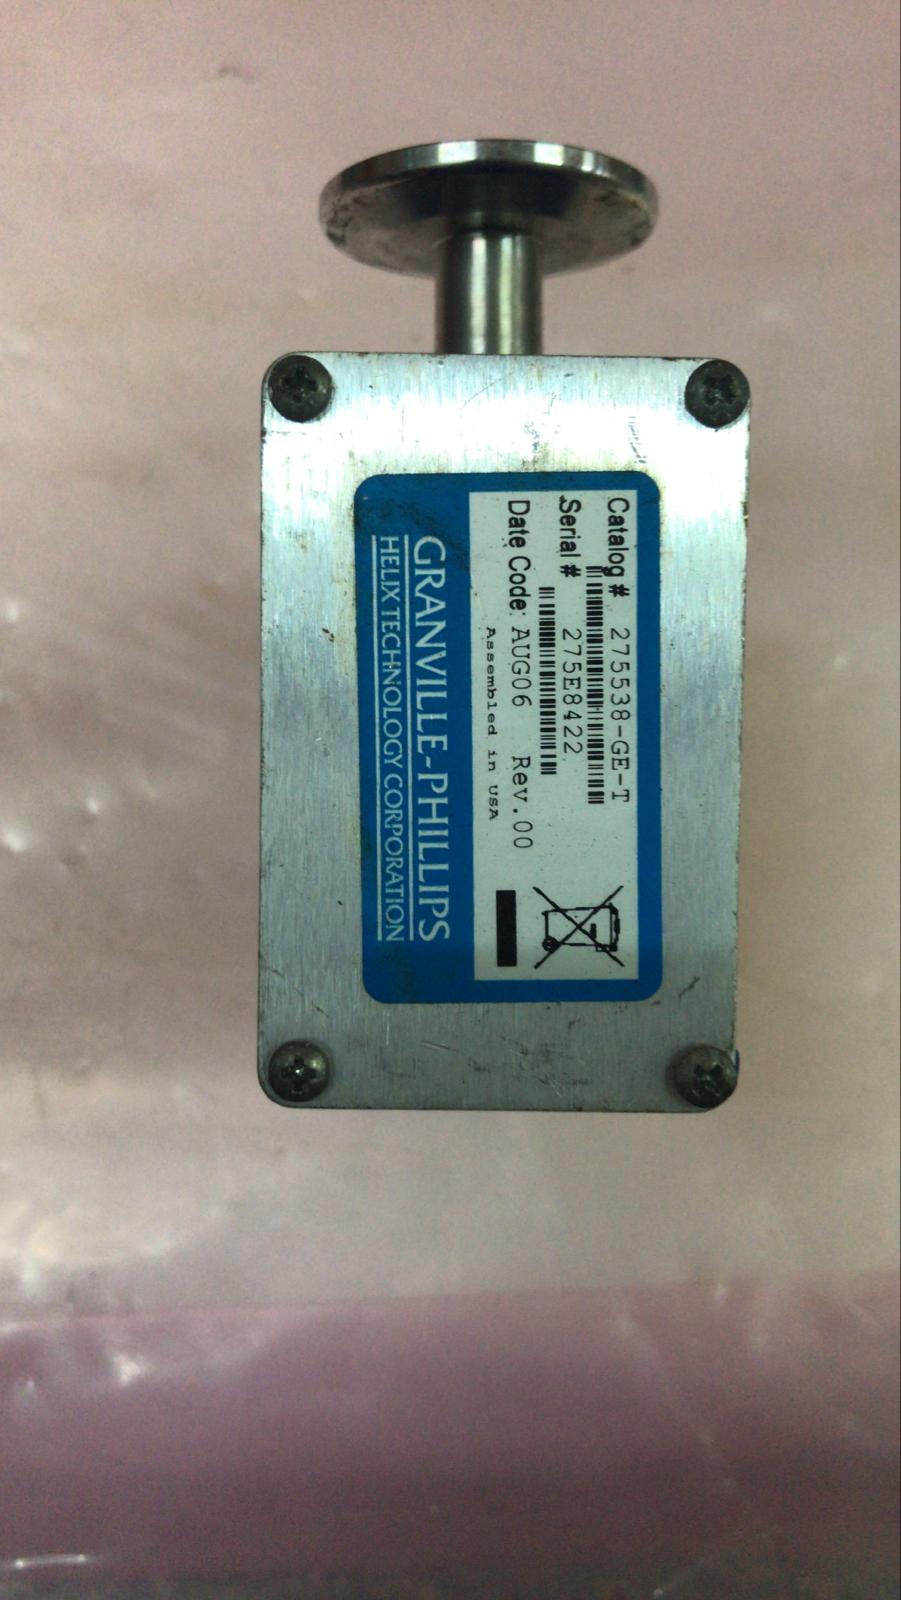 Catalog # 275538-GE-T
Serial # 275E8422
Date Code: AUG06 Rev.00
Assembled in USA
GRANVILLE-PHILLIPS
HELIX TECHNOLOGY CORPORATION